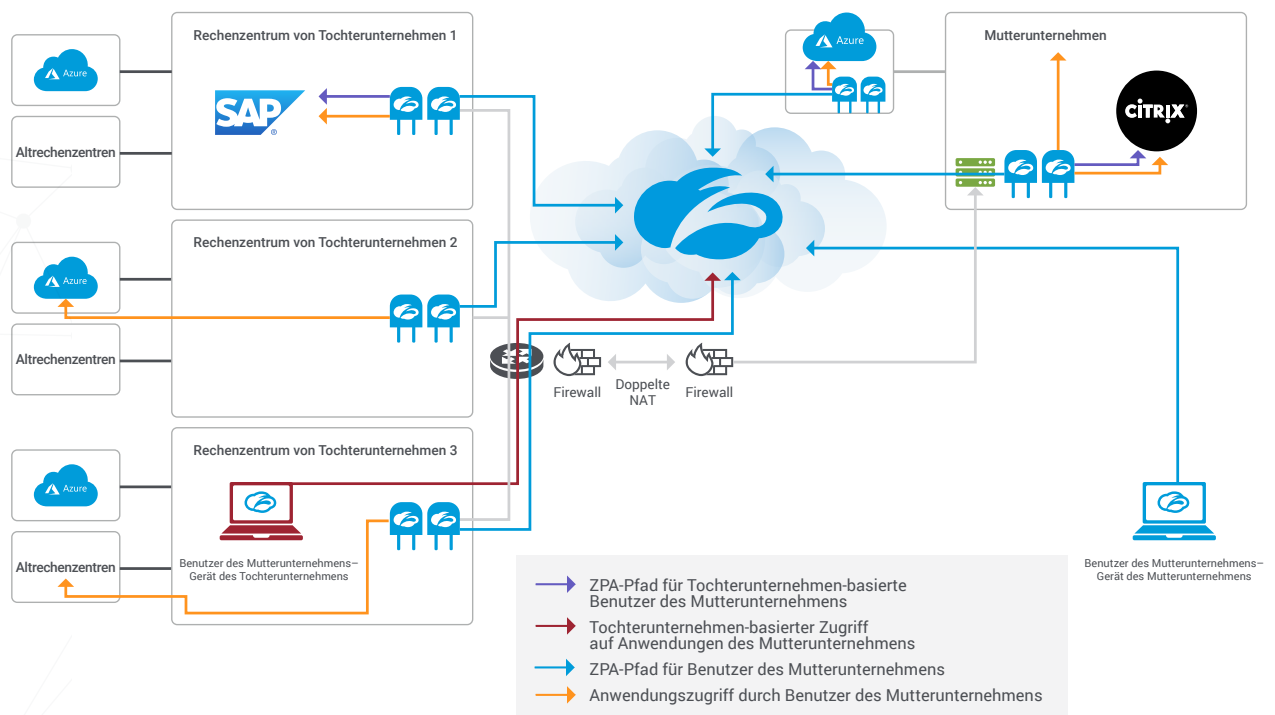 Rechenzentrum von Tochterunternehmen 1
Azure
Altrechenzentren
SAP
®
Azure
Mutterunternehmen
CİTRIX®
Rechenzentrum von Tochterunternehmen 2
Azure
Altrechenzentren
Firewall
Doppelte
NAT
Firewall
Rechenzentrum von Tochterunternehmen 3
Azure
Altrechenzentren
Benutzer des Mutterunternehmens–
Gerät des Tochterunternehmens
Benutzer des Mutterunternehmens–
Gerät des Mutterunternehmens
ZPA-Pfad für Tochterunternehmen-basierte
Benutzer des Mutterunternehmens
Tochterunternehmen-basierter Zugriff
auf Anwendungen des Mutterunternehmens
ZPA-Pfad für Benutzer des Mutterunternehmens
Anwendungszugriff durch Benutzer des Mutterunternehmens